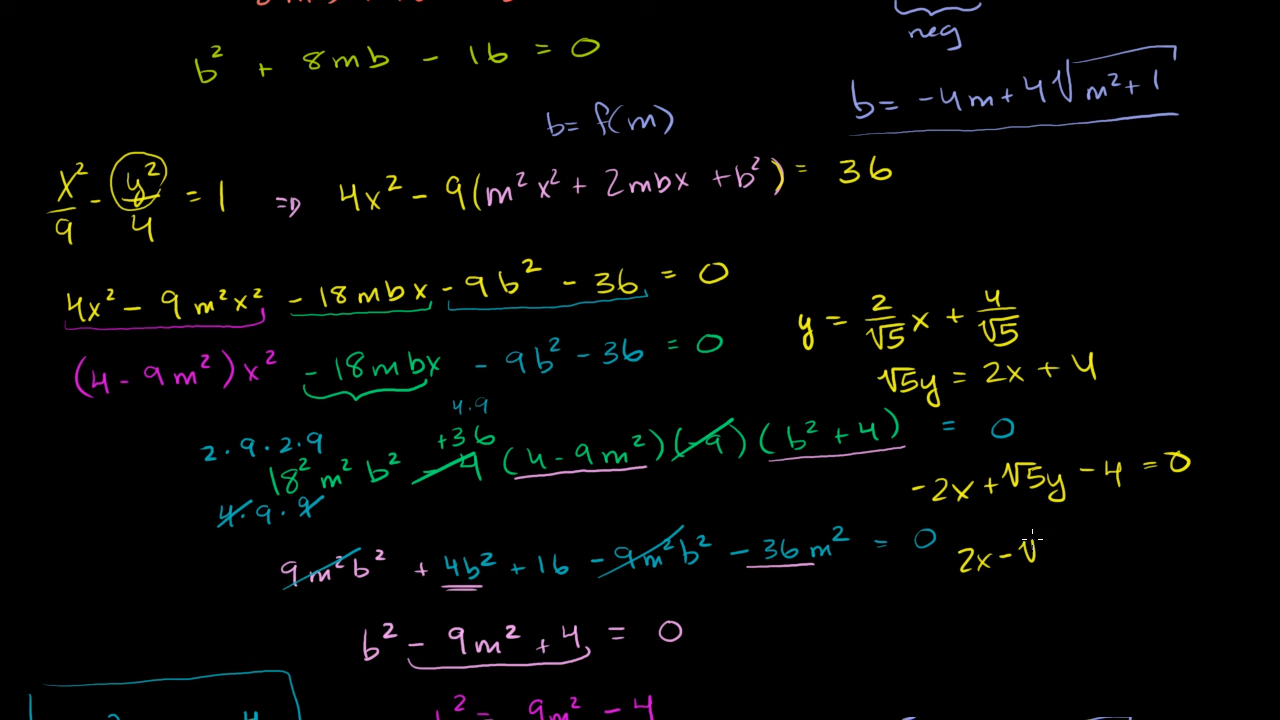 neg
b² + 8mb - 16 = 0
b = -4m + 4√(m² + 1)
b = f(m)
x²/9 - y²/4 = 1 ⇒ 4x² - 9(m²x² + 2mbx + b²) = 36
4x² - 9m²x² - 18mbx - 9b² - 36 = 0
y = 2/√5 x + 4/√5
(4 - 9m²)x² - 18mbx - 9b² - 36 = 0
√5y = 2x + 4
4.9
2·9·2·9
+36
18²m²b² - 4(4 - 9m²)(-9)(b² + 4) = 0
-2x + √5y - 4 = 0
4·9·9
9m²b² + 4b² + 16 - 9m²b² - 36m² = 0
2x - √
b² - 9m² + 4 = 0
b² = 9m² - 4